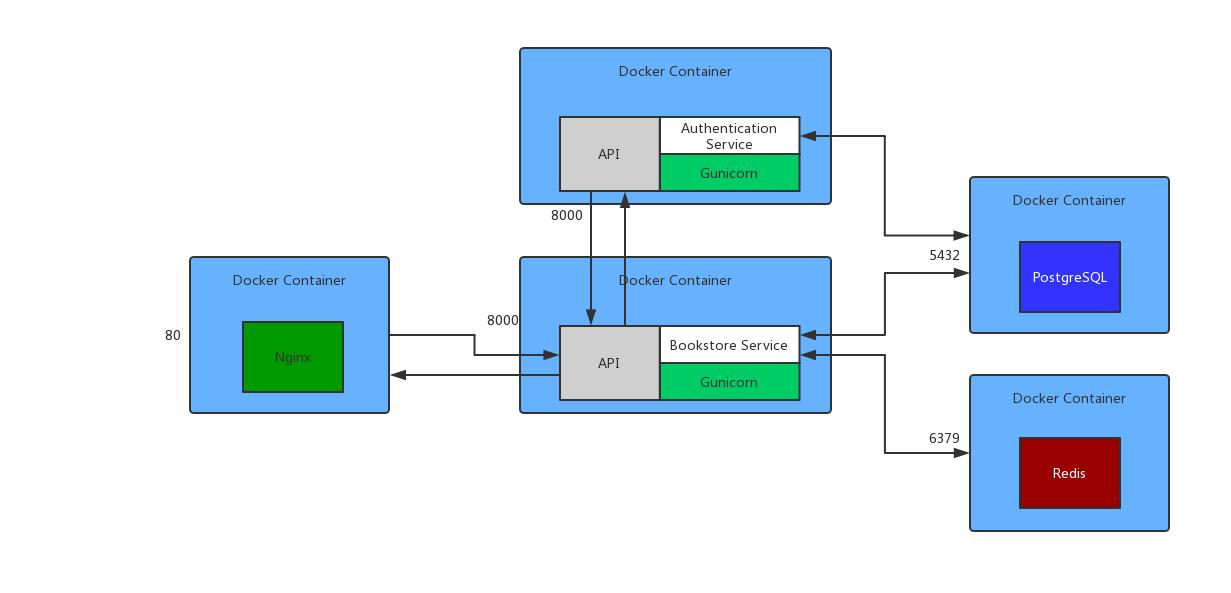 Docker Container
API
Authentication
Service
Gunicorn
8000
Docker Container
5432
PostgreSQL
Docker Container
80
Nginx
8000
Docker Container
API
Bookstore Service
Gunicorn
Docker Container
6379
Redis